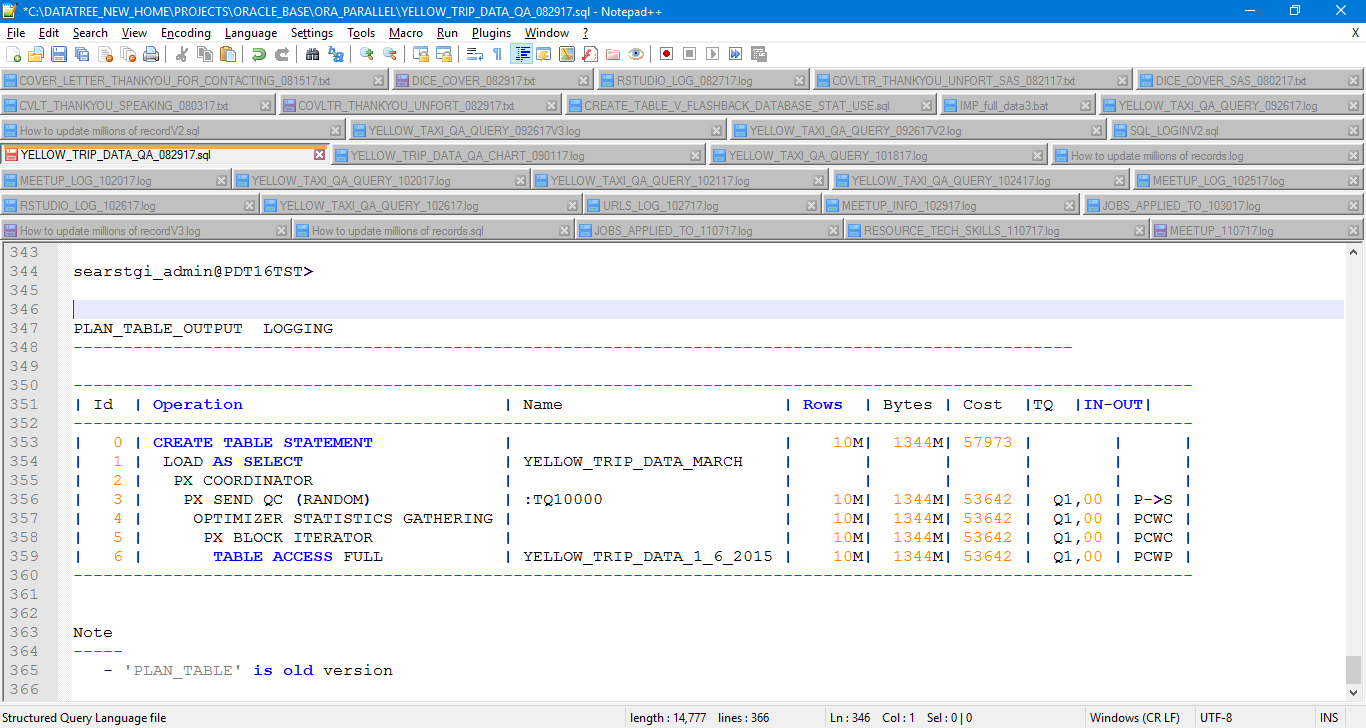 *C:\DATATREE_NEW_HOME\PROJECTS\ORACLE_BASE\ORA_PARALLEL\YELLOW_TRIP_DATA_QA_082917.sql - Notepad++
File Edit Search View Encoding Language Settings Tools Macro Run Plugins Window ? X
COVER_LETTER_THANKYOU_FOR_CONTACTING_081517.txt DICE_COVER_082917.txt RSTUDIO_LOG_082717.log COVLTR_THANKYOU_UNFORT_SAS_082117.txt DICE_COVER_SAS_080217.txt
CVLT_THANKYOU_SPEAKING_080317.txt COVLTR_THANKYOU_UNFORT_082917.txt CREATE_TABLE_V_FLASHBACK_DATABASE_STAT_USE.sql IMP_full_data3.bat YELLOW_TAXI_QA_QUERY_092617.log
How to update millions of recordV2.sql YELLOW_TAXI_QA_QUERY_092617V3.log YELLOW_TAXI_QA_QUERY_092617V2.log SQL_LOGINV2.sql
YELLOW_TRIP_DATA_QA_082917.sql YELLOW_TRIP_DATA_QA_CHART_090117.log YELLOW_TAXI_QA_QUERY_101817.log How to update millions of records.log
MEETUP_LOG_102017.log YELLOW_TAXI_QA_QUERY_102017.log YELLOW_TAXI_QA_QUERY_102117.log YELLOW_TAXI_QA_QUERY_102417.log MEETUP_LOG_102517.log
RSTUDIO_LOG_102617.log YELLOW_TAXI_QA_QUERY_102617.log URLS_LOG_102717.log MEETUP_INFO_102917.log JOBS_APPLIED_TO_103017.log
How to update millions of recordV3.log How to update millions of records.sql JOBS_APPLIED_TO_110717.log RESOURCE_TECH_SKILLS_110717.log MEETUP_110717.log
343
344 searstgi_admin@PDT16TST>
345
346
347 PLAN_TABLE_OUTPUT LOGGING
348 ----------------------------------------------------------------------------------------------------
349
350 ----------------------------------------------------------------------------------------------------------------
351 | Id | Operation | Name | Rows | Bytes | Cost |TQ |IN-OUT|
352 ----------------------------------------------------------------------------------------------------------------
353 | 0 | CREATE TABLE STATEMENT | | 10M| 1344M| 57973 | | |
354 | 1 | LOAD AS SELECT | YELLOW_TRIP_DATA_MARCH | | | | | |
355 | 2 | PX COORDINATOR | | | | | | |
356 | 3 | PX SEND QC (RANDOM) | :TQ10000 | 10M| 1344M| 53642 | Q1,00 | P->S |
357 | 4 | OPTIMIZER STATISTICS GATHERING | | 10M| 1344M| 53642 | Q1,00 | PCWC |
358 | 5 | PX BLOCK ITERATOR | | 10M| 1344M| 53642 | Q1,00 | PCWC |
359 | 6 | TABLE ACCESS FULL | YELLOW_TRIP_DATA_1_6_2015 | 10M| 1344M| 53642 | Q1,00 | PCWP |
360 ----------------------------------------------------------------------------------------------------------------
361
362
363 Note
364 -----
365 - 'PLAN_TABLE' is old version
366
Structured Query Language file length : 14,777 lines : 366 Ln : 346 Col : 1 Sel : 0 | 0 Windows (CR LF) UTF-8 INS